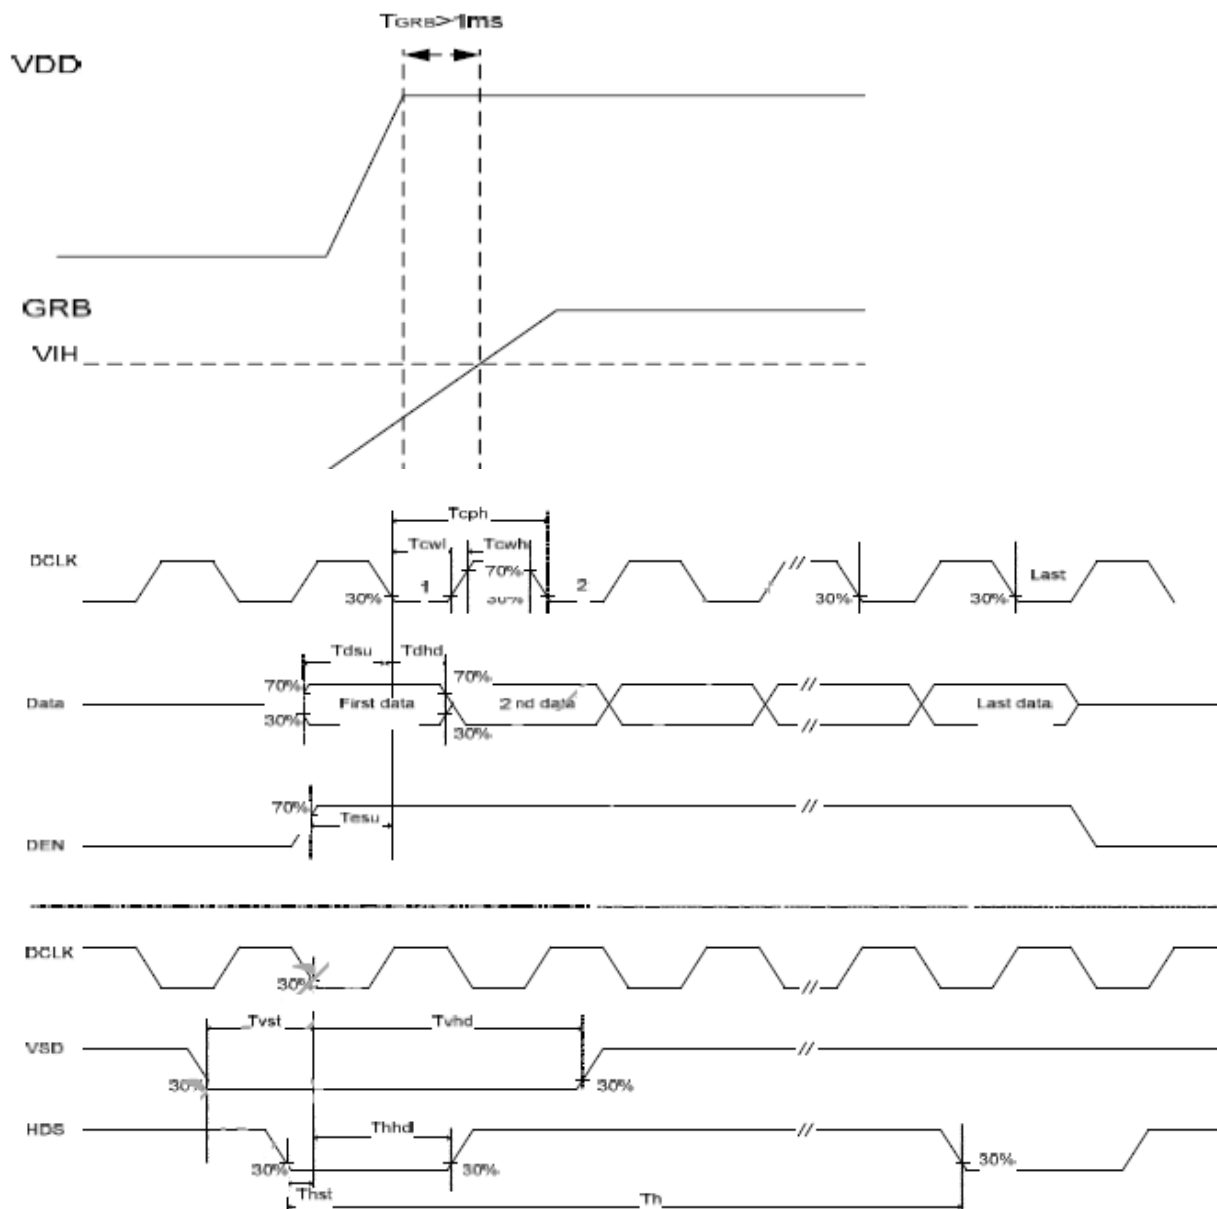 TGRB>1ms
VDD
GRB
VIH
Tcph
Tcwl Tcwh
DCLK 70% Last
1 2
30% 30% 30% 30%
Tdsu Tdhd
70% 70%
Data First data 2 nd data Last data
30% 30%
70%
Tesu
DEN
DCLK
30%
Tvst Tvhd
VSD
30% 30%
HDS Thhd
30% 30% 30%
Thst Th